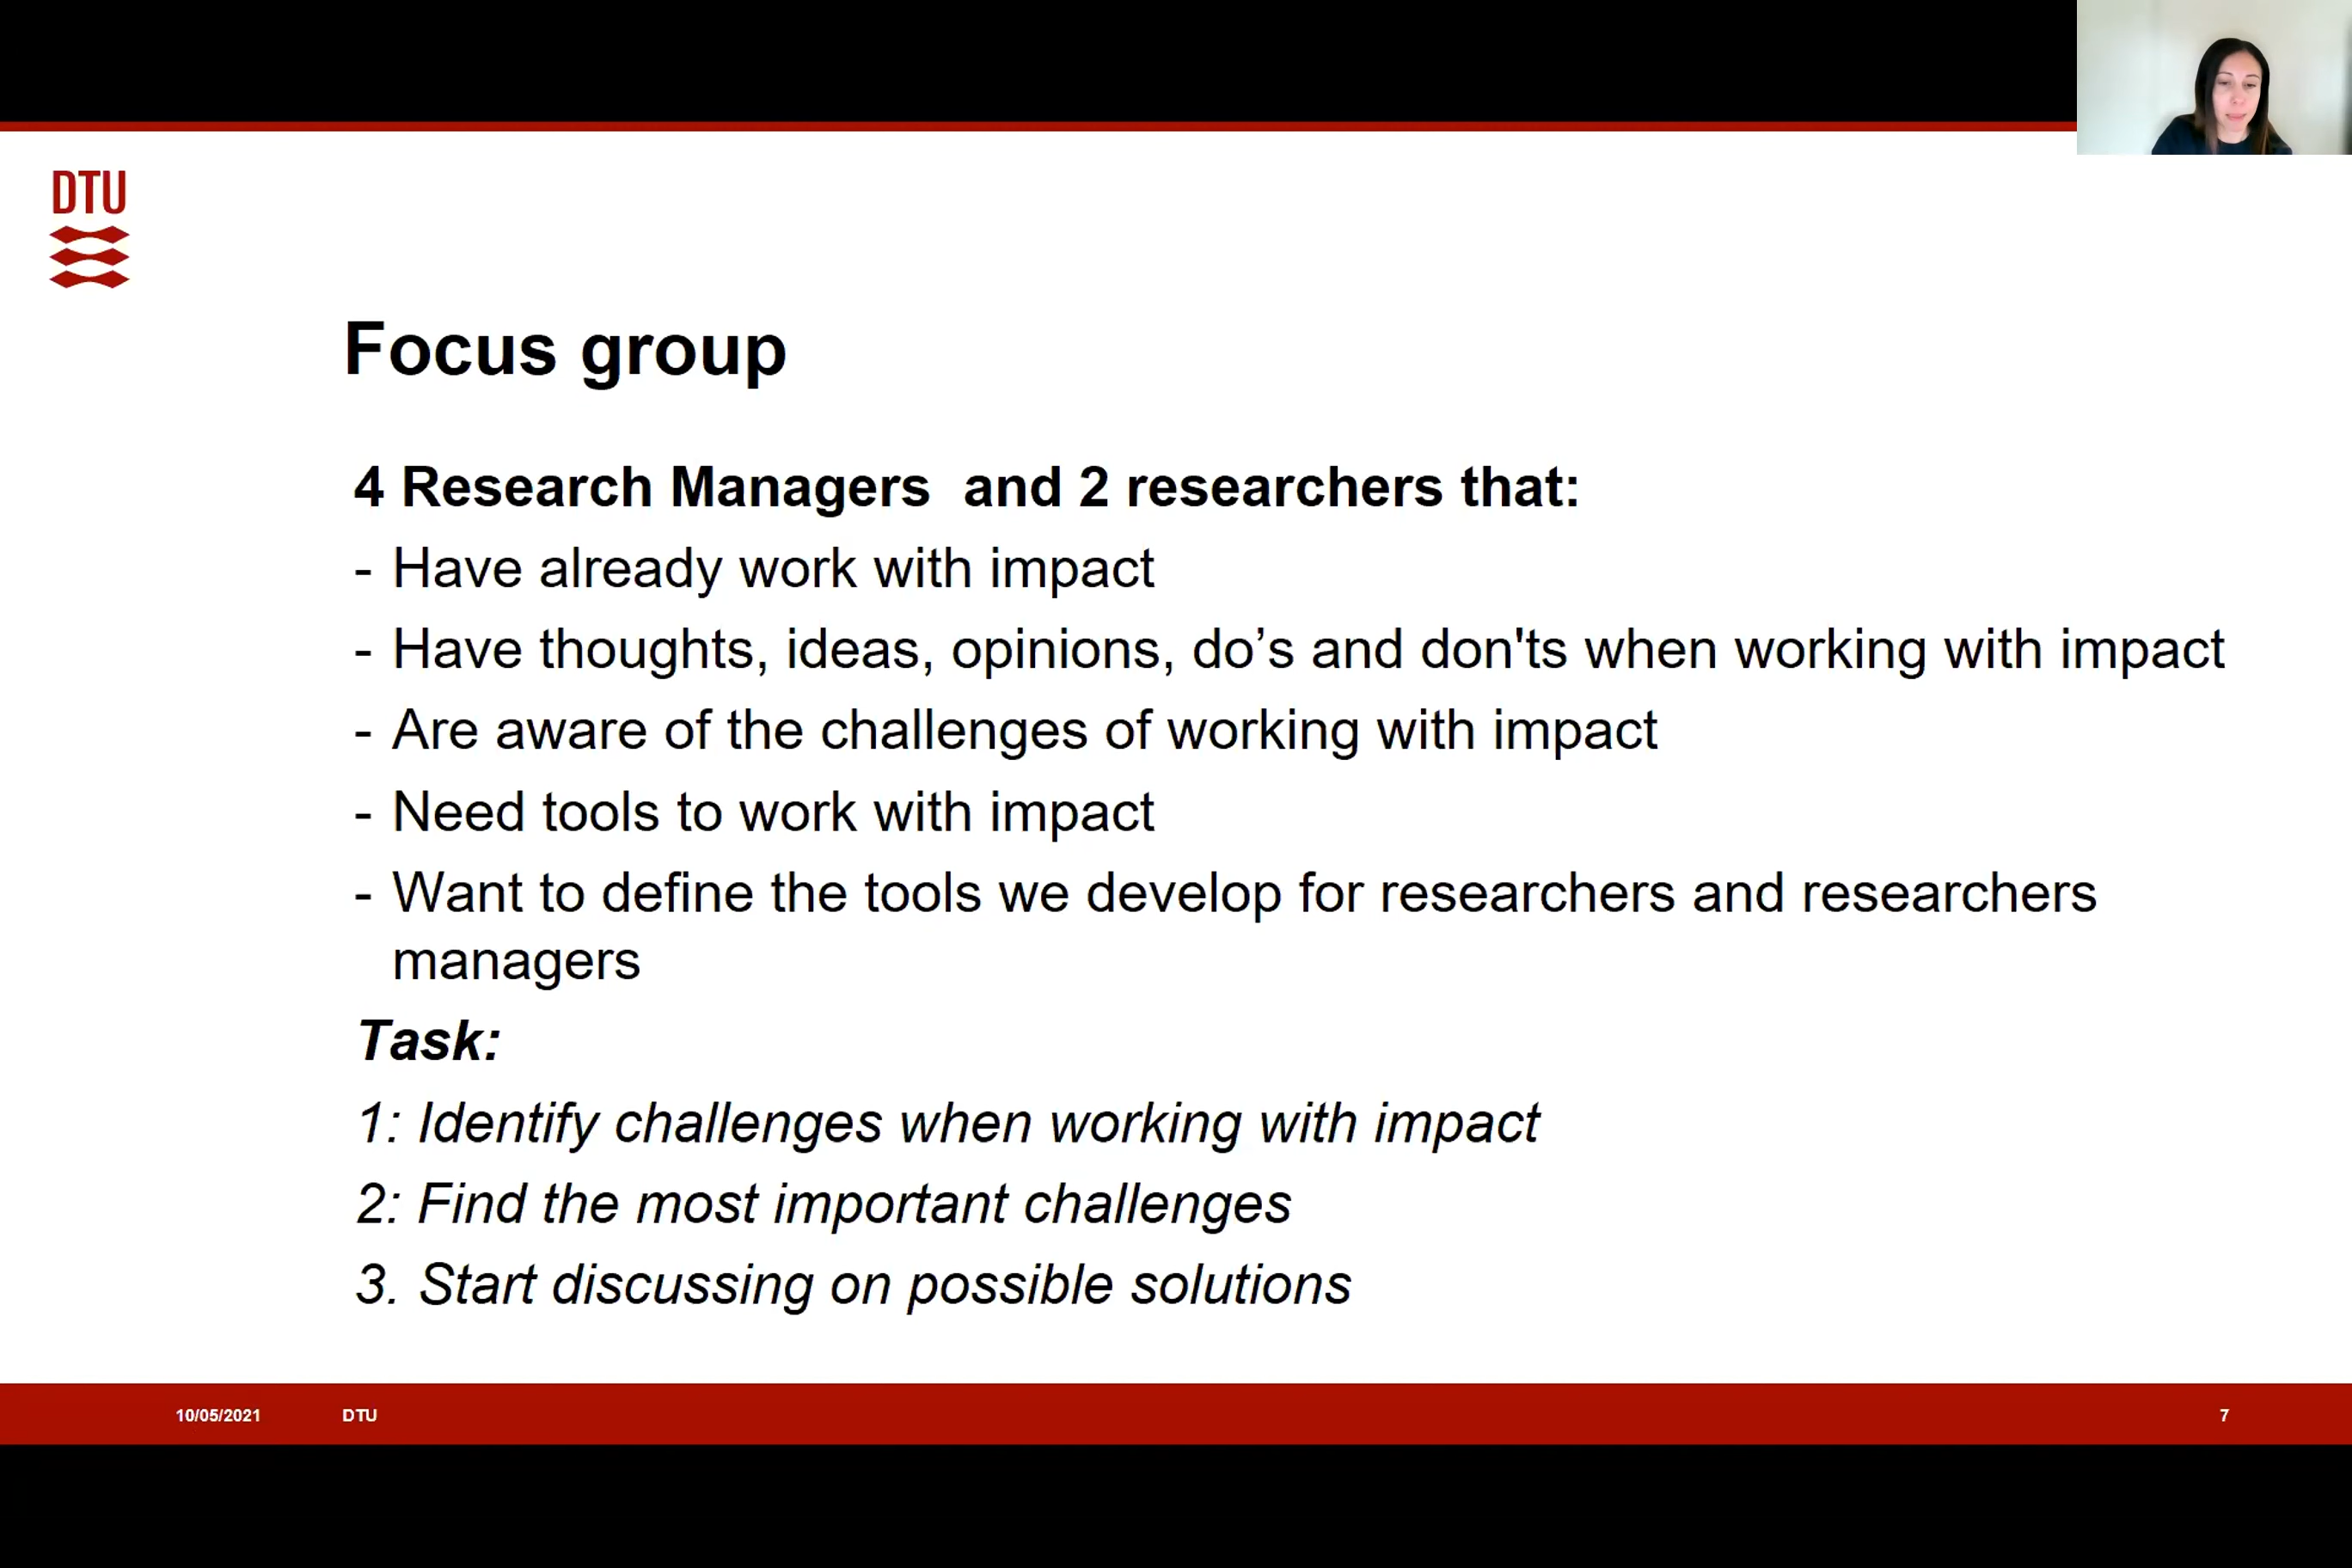 DTU
Focus group
4 Research Managers  and 2 researchers that:
- Have already work with impact
- Have thoughts, ideas, opinions, do’s and don'ts when working with impact
- Are aware of the challenges of working with impact
- Need tools to work with impact
- Want to define the tools we develop for researchers and researchers
managers
Task:
1: Identify challenges when working with impact
2: Find the most important challenges
3. Start discussing on possible solutions
10/05/2021 DTU 7